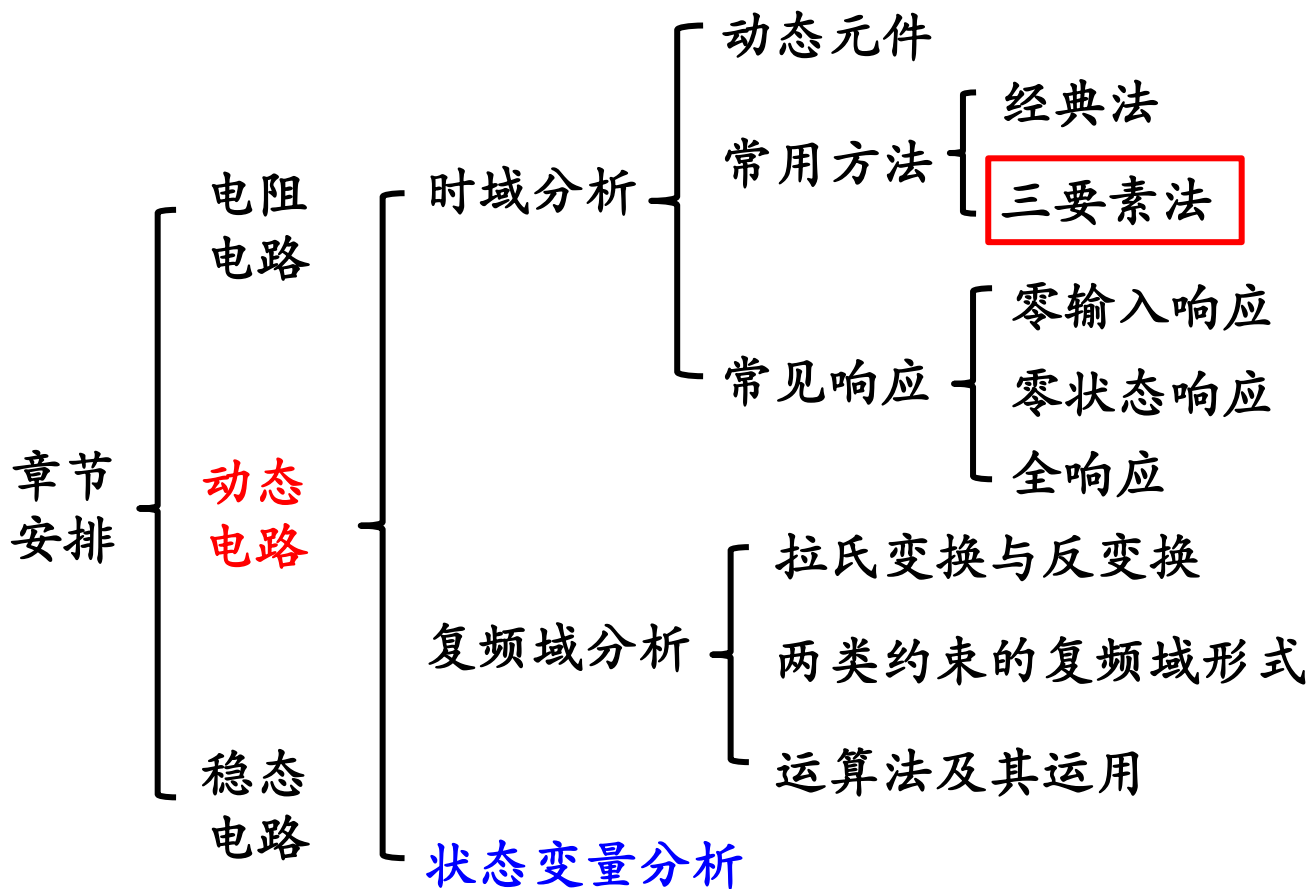 章节
安排
电阻
电路
动态
电路
稳态
电路
时域分析
动态元件
常用方法
经典法
三要素法
常见响应
零输入响应
零状态响应
全响应
复频域分析
拉氏变换与反变换
两类约束的复频域形式
运算法及其运用
状态变量分析